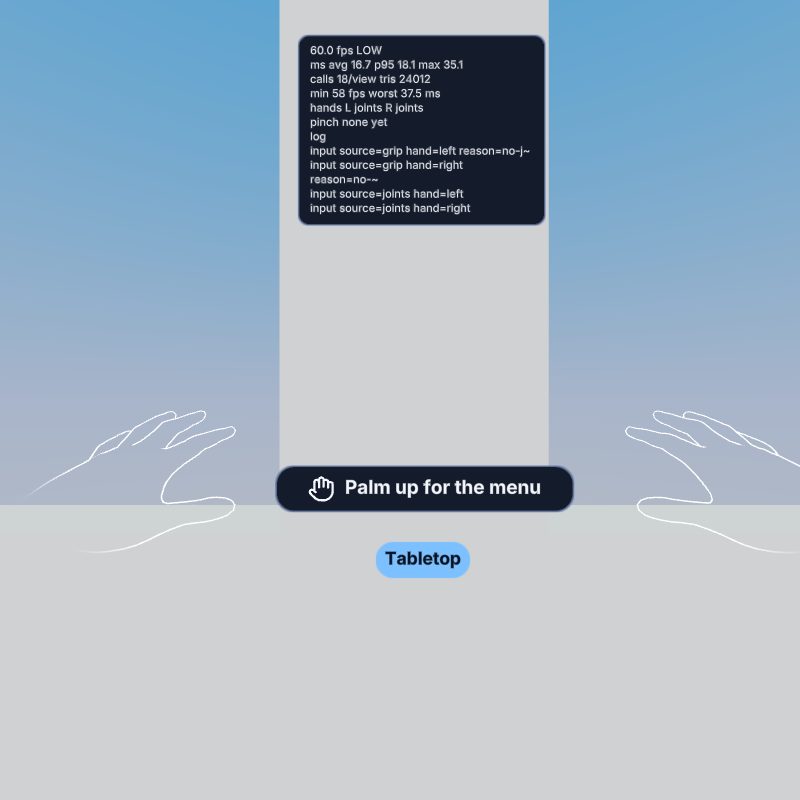 60.0 fps LOW
ms avg 16.7 p95 18.1 max 35.1
calls 18/view tris 24012
min 58 fps worst 37.5 ms
hands L joints R joints
pinch none yet
log
input source=grip hand=left reason=no-j~
input source=grip hand=right
reason=no-~
input source=joints hand=left
input source=joints hand=right
Palm up for the menu
Tabletop